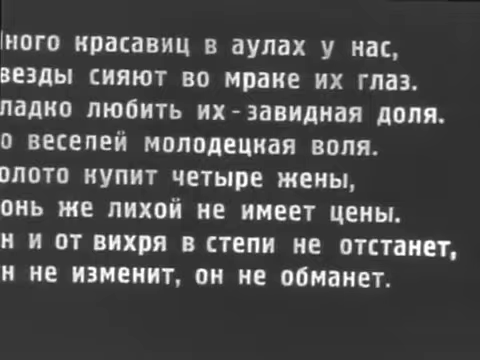 ного красавиц в аулах у нас,
везды сияют во мраке их глаз.
ладко любить их - завидная доля.
о веселей молодецкая воля.
олото купит четыре жены,
онь же лихой не имеет цены.
н и от вихря в степи не отстанет,
н не изменит, он не обманет.